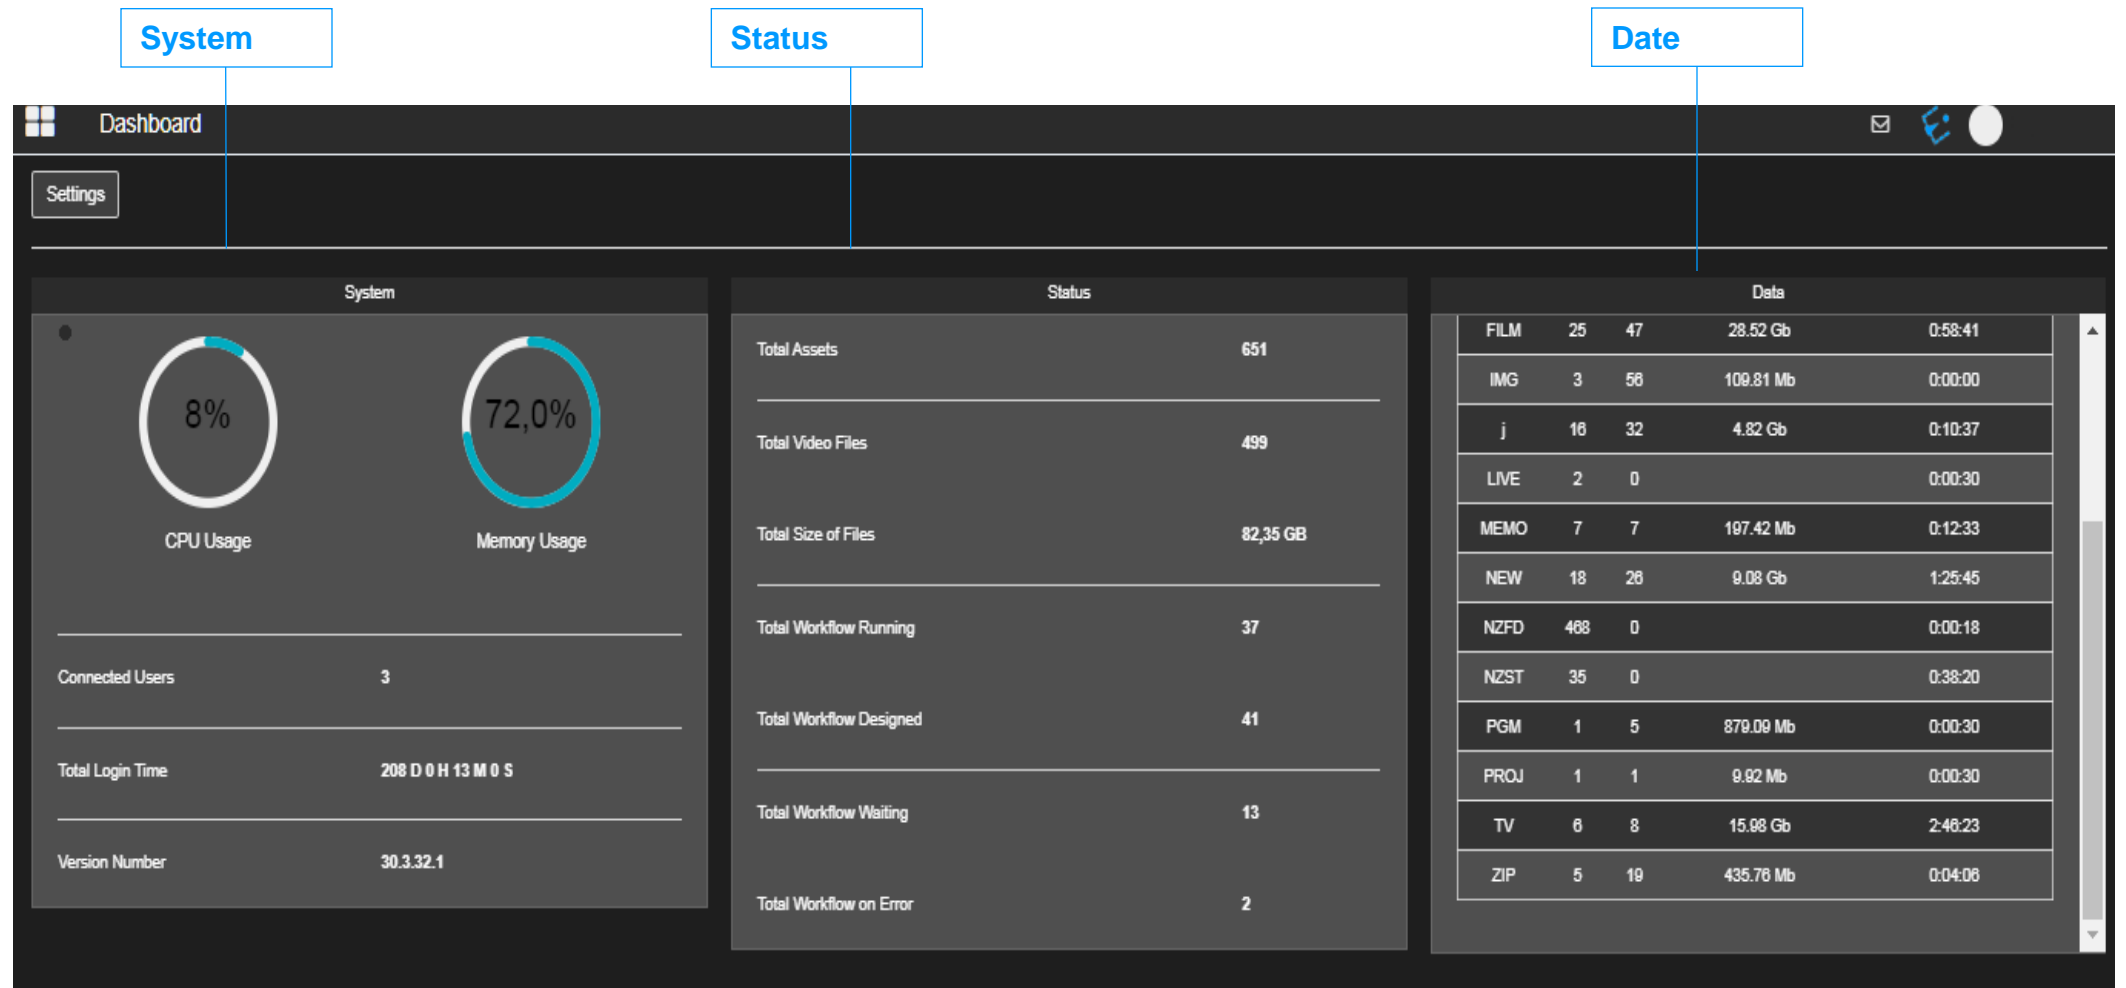 System
Status
Date
Dashboard
Settings
System
8%
72,0%
CPU Usage
Memory Usage
Connected Users 3
Total Login Time 208 D 0 H 13 M 0 S
Version Number 30.3.32.1
Status
Total Assets 651
Total Video Files 499
Total Size of Files 82,35 GB
Total Workflow Running 37
Total Workflow Designed 41
Total Workflow Waiting 13
Total Workflow on Error 2
Data
FILM 25 47 28.52 Gb 0:58:41
IMG 3 56 109.81 Mb 0:00:00
j 16 32 4.82 Gb 0:10:37
LIVE 2 0 0:00:30
MEMO 7 7 197.42 Mb 0:12:33
NEW 18 26 9.08 Gb 1:25:45
NZFD 468 0 0:00:18
NZST 35 0 0:38:20
PGM 1 5 879.09 Mb 0:00:30
PROJ 1 1 9.92 Mb 0:00:30
TV 6 8 15.98 Gb 2:46:23
ZIP 5 19 435.76 Mb 0:04:06